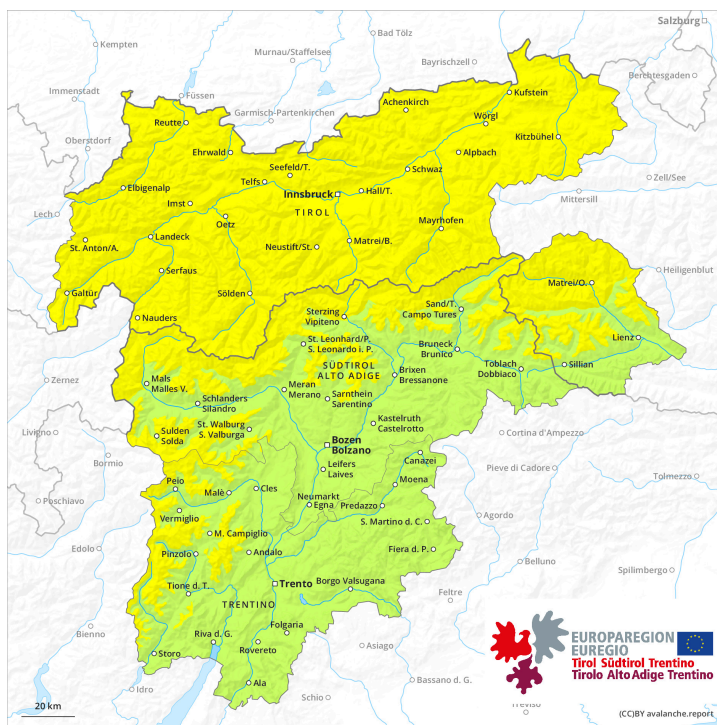 Salzburg
Kempten
Bad Tölz
Murnau/Staffelsee
Bayrischzell
Berchtesgaden
Immenstadt
Füssen
Kufstein
Achenkirch
Garmisch-Partenkirchen
Wörgl
Reutte
Oberstdorf
Kitzbühel
Ehrwald
Alpbach
Seefeld/T.
Schwaz
Telfs
Zell/See
Elbigenalp
Innsbruck
Hall/T.
Mittersill
Imst
TIROL
Lech
Oetz
Mayrhofen
Landeck
Matrei/B.
St. Anton/A.
Neustift/St.
Serfaus
Heiligenblut
Matrei/O.
Galtür
Sölden
Sand/T.
Campo Tures
Nauders
Sterzing
Vipiteno
Lienz
St. Leonhard/P.
S. Leonardo i. P.
Bruneck
Brunico
Toblach
Dobbiaco
Sillian
SÜDTIROL
ALTO ADIGE
Brixen
Bressanone
Zernez
Mals
Malles V.
Meran
Merano
Schlanders
Silandro
Sarnthein
Sarentino
Kastelruth
Castelrotto
St. Walburg
S. Valburga
Livigno
Sulden
Solda
Cortina d'Ampezzo
Bozen
Bolzano
Bormio
Leifers
Laives
Canazei
Pieve di Cadore
Peio
Moena
Tolmezzo
Malè
Cles
Poschiavo
Neumarkt
Egna
Predazzo
Vermiglio
Agordo
S. Martino d. C.
M. Campiglio
Edolo
Pinzolo
Andalo
Fiera d. P.
Belluno
Spilimbergo
Tione d. T.
Trento
Borgo Valsugana
Feltre
TRENTINO
Folgaria
Bienno
Riva d. G.
Storo
Rovereto
Asiago
EUROPAREGION
EUREGIO
Tirol Südtirol Trentino
Tirolo Alto Adige Trentino
Idro
Ala
Schio
Bassano d. G.
Treviso
20 km
(CC)BY avalanche.report